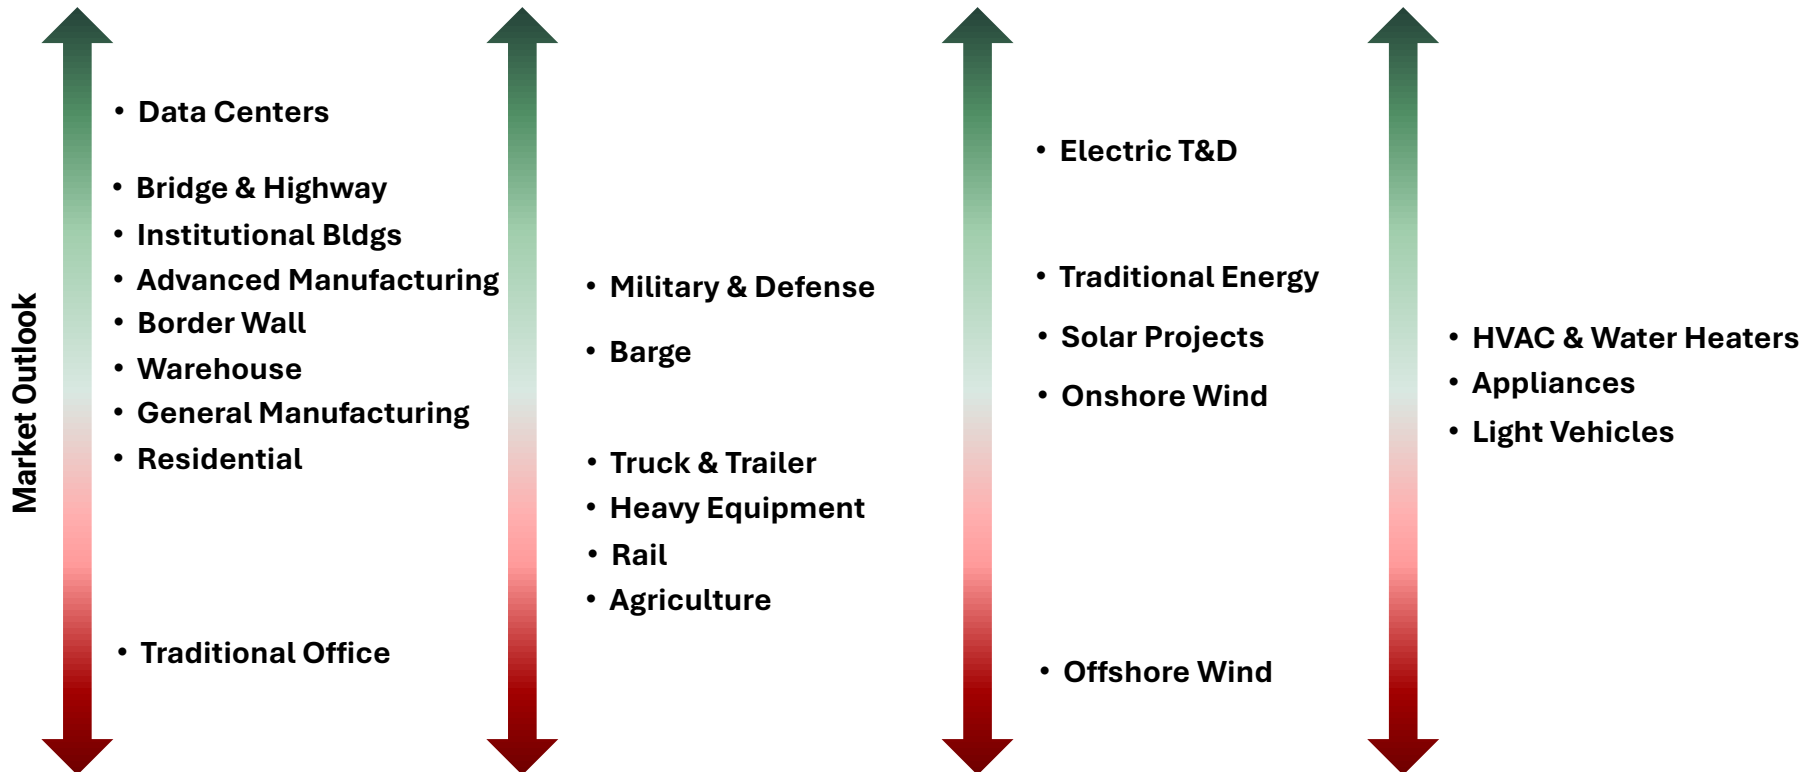 Market Outlook
• Data Centers
• Bridge & Highway
• Institutional Bldgs
• Advanced Manufacturing
• Border Wall
• Warehouse
• General Manufacturing
• Residential
• Traditional Office
• Military & Defense
• Barge
• Truck & Trailer
• Heavy Equipment
• Rail
• Agriculture
• Electric T&D
• Traditional Energy
• Solar Projects
• Onshore Wind
• Offshore Wind
• HVAC & Water Heaters
• Appliances
• Light Vehicles